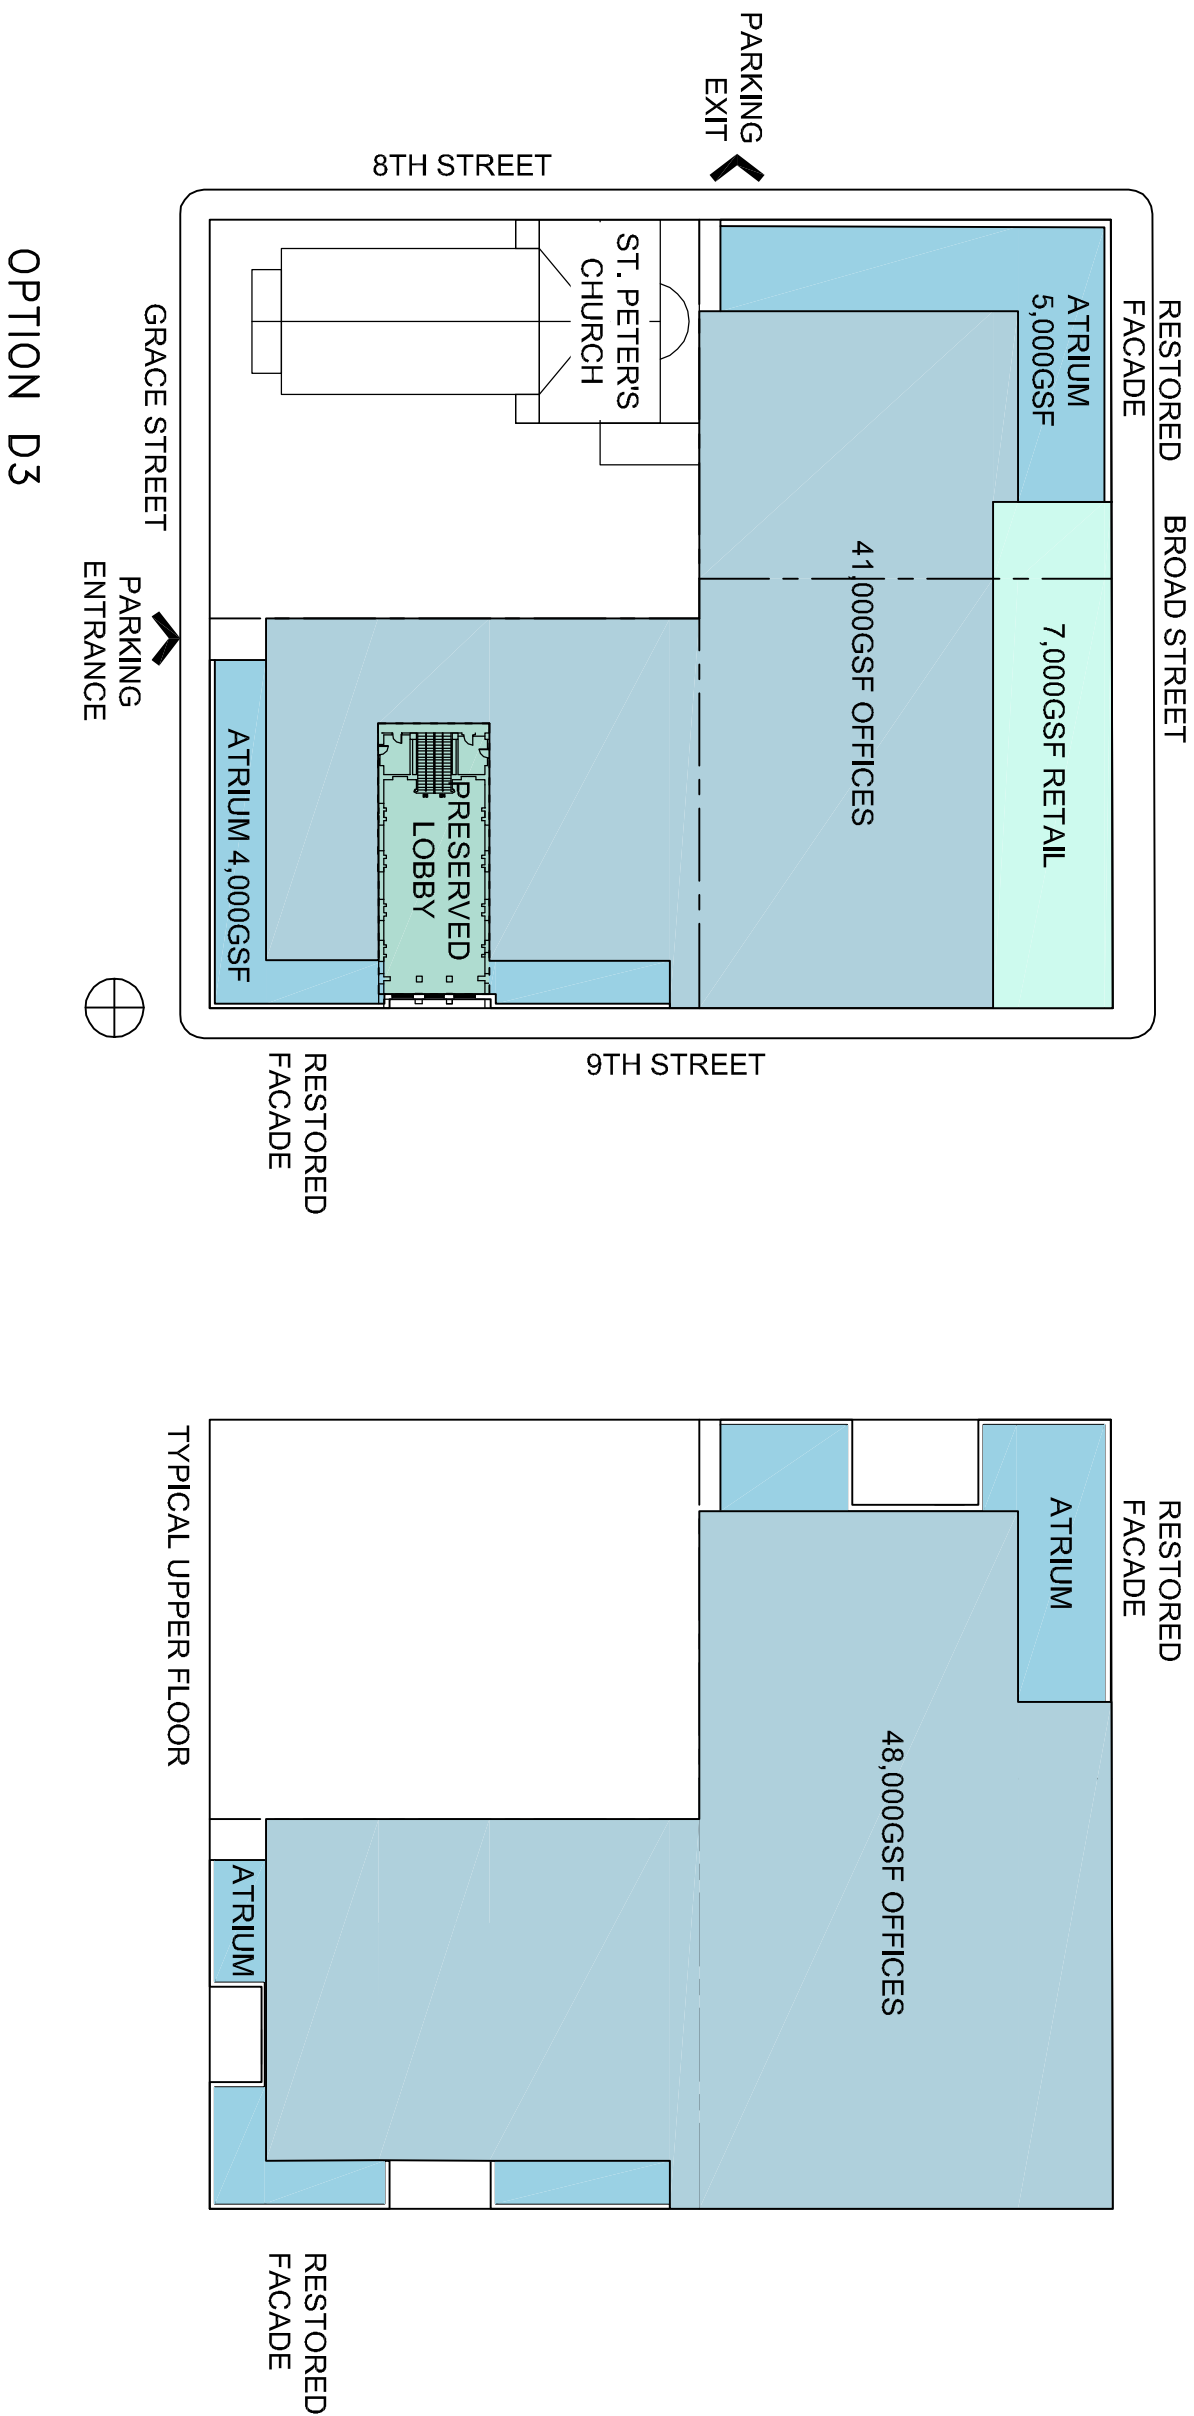 PARKING
EXIT
8TH STREET
RESTORED
FACADE
BROAD STREET
ATRIUM
5,000GSF
ST. PETER'S
CHURCH
41,000GSF OFFICES
7,000GSF RETAIL
PRESERVED
LOBBY
ATRIUM 4,000GSF
GRACE STREET
PARKING
ENTRANCE
9TH STREET
RESTORED
FACADE
OPTION D3
RESTORED
FACADE
ATRIUM
48,000GSF OFFICES
ATRIUM
TYPICAL UPPER FLOOR
RESTORED
FACADE